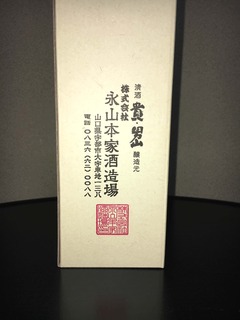 清酒 貴・男山 醸造元
株式会社
永山本家酒造場
山口県宇部市大字車地一三八
電話 〇八三六(六二)〇〇八八